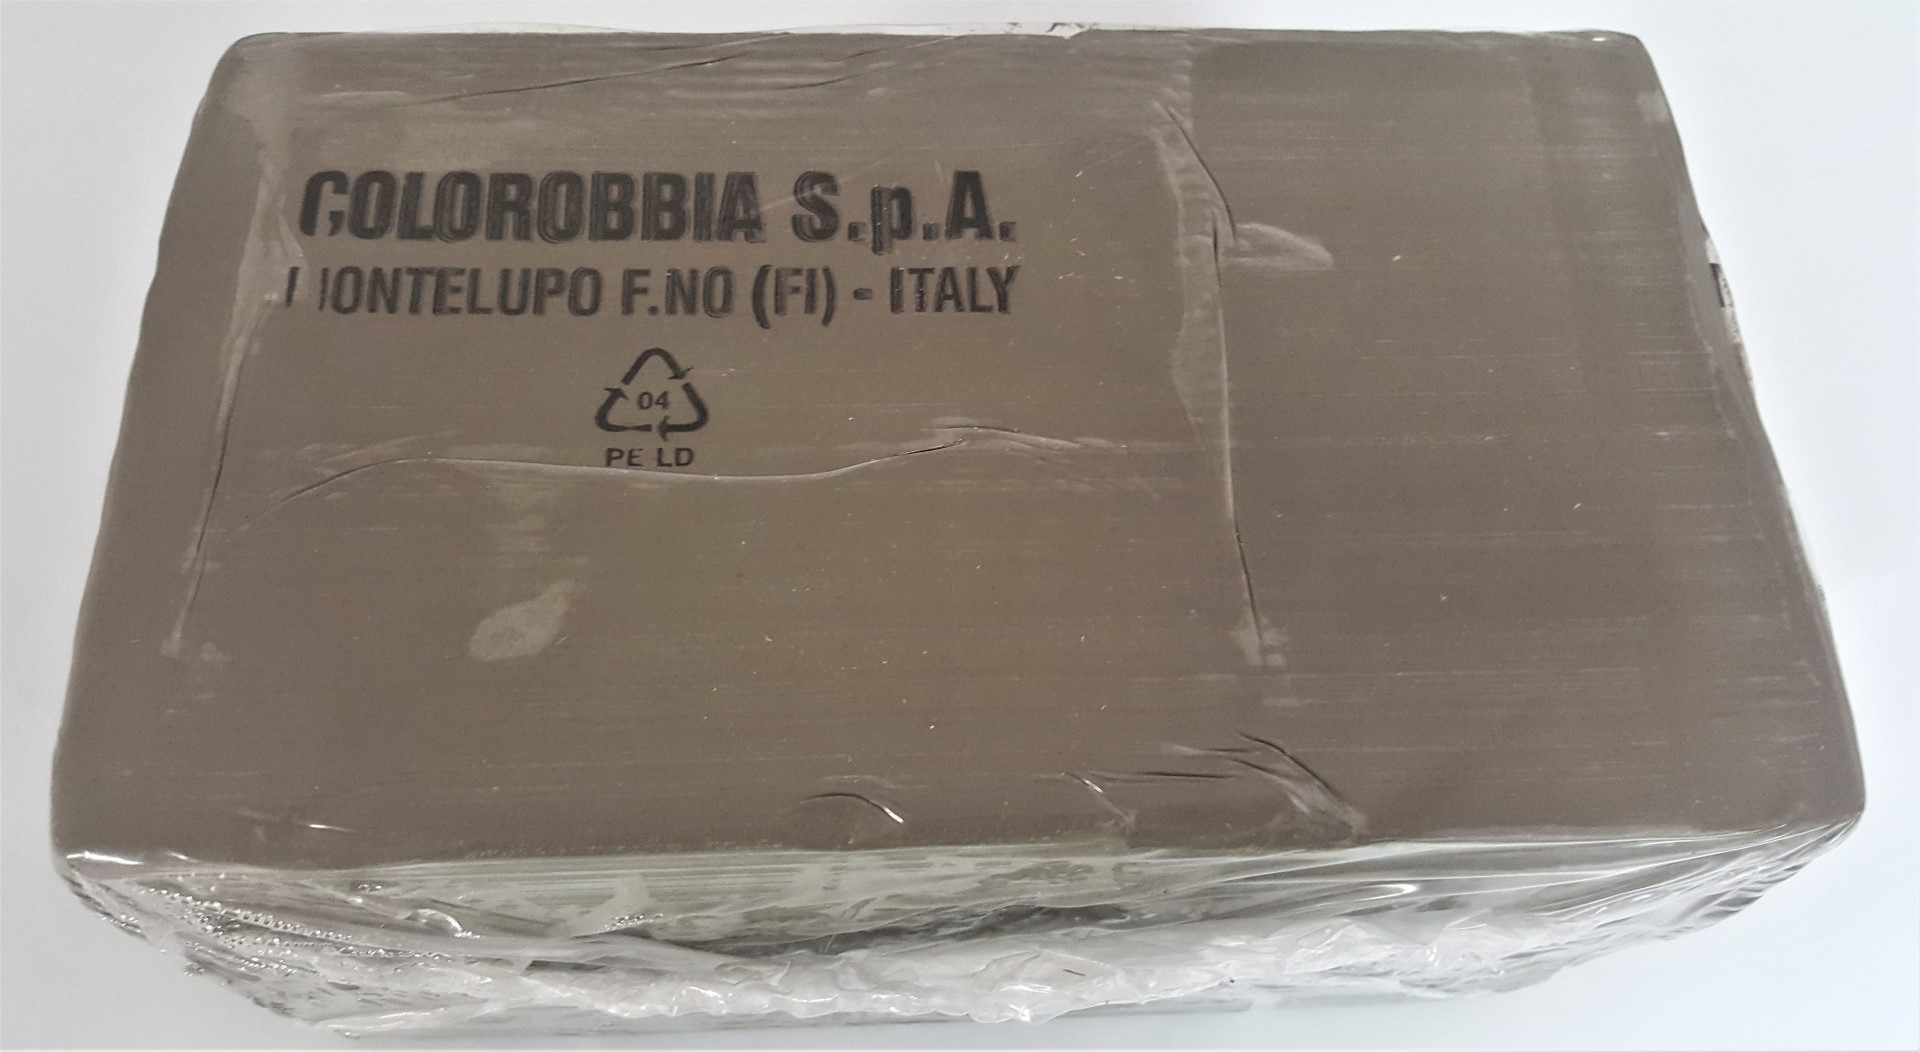 COLOROBBIA S.p.A.
MONTELUPO F.NO (FI) - ITALY
04
PE LD